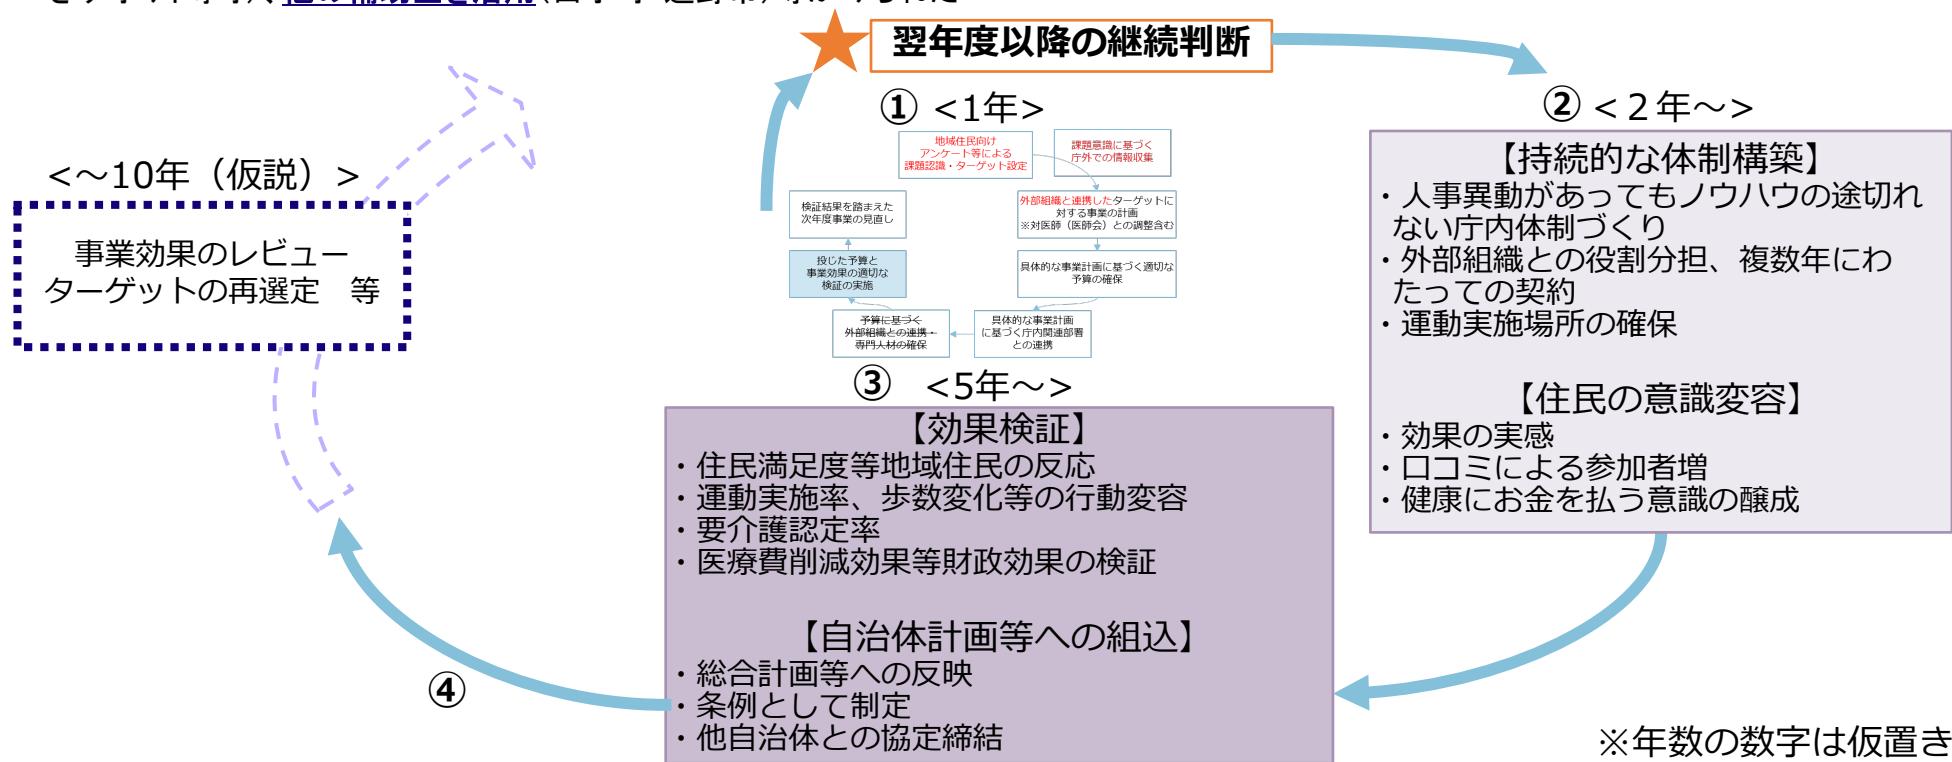 他の補助金を活用
翌年度以降の継続判断
① <1年>
地域住民向け
アンケート等による
課題認識・ターゲット設定
課題意識に基づく
庁外での情報収集
外部組織と連携したターゲットに
対する事業の計画
※対医師（医師会）との調整含む
具体的な事業計画に基づく適切な
予算の確保
具体的な事業計画
に基づく庁内関連部署
との連携
予算に基づく
外部組織との連携・
専門人材の確保
投じた予算と
事業効果の適切な
検証の実施
検証結果を踏まえた
次年度事業の見直し
② <２年～>
【持続的な体制構築】
・人事異動があってもノウハウの途切れ
ない庁内体制づくり
・外部組織との役割分担、複数年にわ
たっての契約
・運動実施場所の確保
【住民の意識変容】
・効果の実感
・口コミによる参加者増
・健康にお金を払う意識の醸成
③ <5年～>
【効果検証】
・住民満足度等地域住民の反応
・運動実施率、歩数変化等の行動変容
・要介護認定率
・医療費削減効果等財政効果の検証
【自治体計画等への組込】
・総合計画等への反映
・条例として制定
・他自治体との協定締結
④
<～10年（仮説）>
事業効果のレビュー
ターゲットの再選定　等
※年数の数字は仮置き